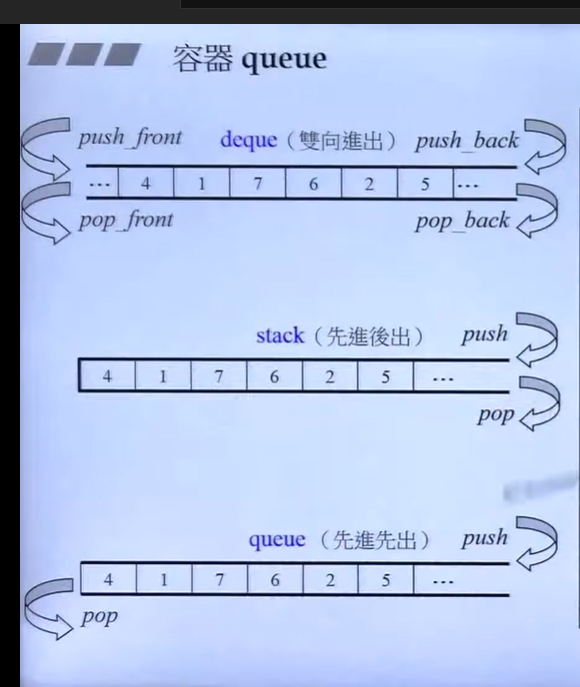 容器 queue
push_front deque（雙向進出） push_back
... 4 1 7 6 2 5 ...
pop_front pop_back
stack（先進後出） push
4 1 7 6 2 5 ...
pop
queue （先進先出） push
4 1 7 6 2 5 ...
pop